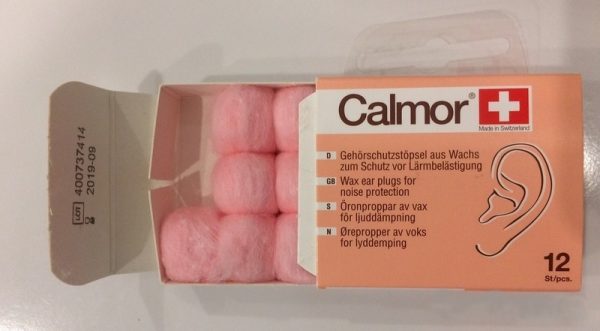 LOT
400737414
2019-09
Calmor®
Made in Switzerland
D Gehörschutzstöpsel aus Wachs
zum Schutz vor Lärmbelästigung
GB Wax ear plugs for
noise protection
S Öronproppar av vax
för ljuddämpning
N Ørepropper av voks
for lyddemping
12
St/pcs.